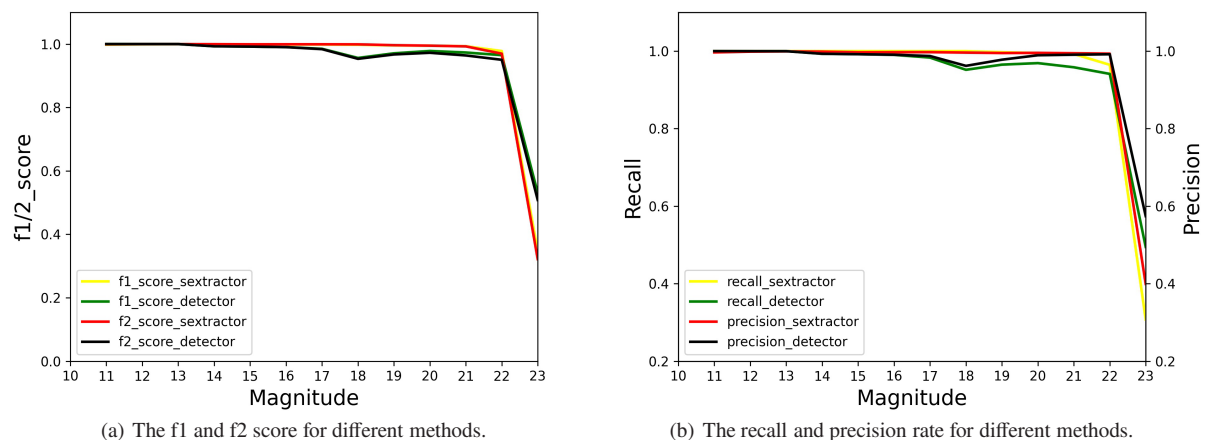 1.0
0.8
0.6
0.4
0.2
0.0
f1/2_score
f1_score_sextractor
f1_score_detector
f2_score_sextractor
f2_score_detector
10 11 12 13 14 15 16 17 18 19 20 21 22 23
Magnitude
(a) The f1 and f2 score for different methods.
1.0
0.8
0.6
0.4
0.2
Recall
recall_sextractor
recall_detector
precision_sextractor
precision_detector
10 11 12 13 14 15 16 17 18 19 20 21 22 23
Magnitude
1.0
0.8
0.6
0.4
0.2
Precision
(b) The recall and precision rate for different methods.